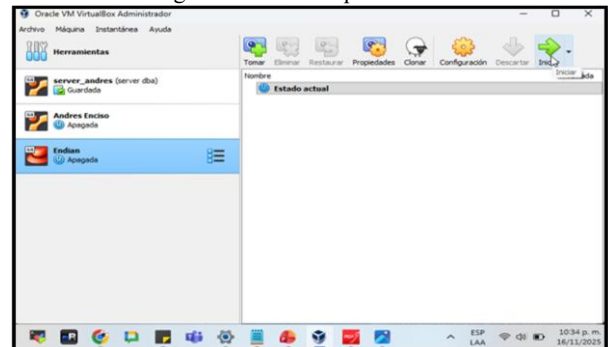 Oracle VM VirtualBox Administrador
Archivo Máquina Instantánea Ayuda
Herramientas
Tomar Eliminar Restaurar Propiedades Clonar Configuración Descartar Iniciar
Nombre
Iniciar
Estado actual
server_andres (server dba)
Guardada
Andres Enciso
Apagada
Endian
Apagada
ESP
LAA
10:34 p. m.
16/11/2025